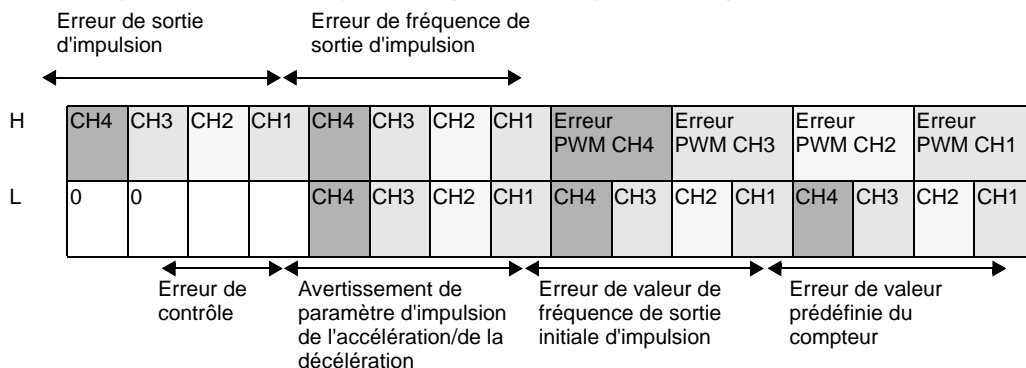 Erreur de sortie
d'impulsion
Erreur de fréquence de
sortie d'impulsion
H CH4 CH3 CH2 CH1 CH4 CH3 CH2 CH1 Erreur PWM CH4 Erreur PWM CH3 Erreur PWM CH2 Erreur PWM CH1
L 0 0 CH4 CH3 CH2 CH1 CH4 CH3 CH2 CH1 CH4 CH3 CH2 CH1
Erreur de
contrôle
Avertissement de
paramètre d'impulsion
de l'accélération/de la
décélération
Erreur de valeur de
fréquence de sortie
initiale d'impulsion
Erreur de valeur
prédéfinie du
compteur